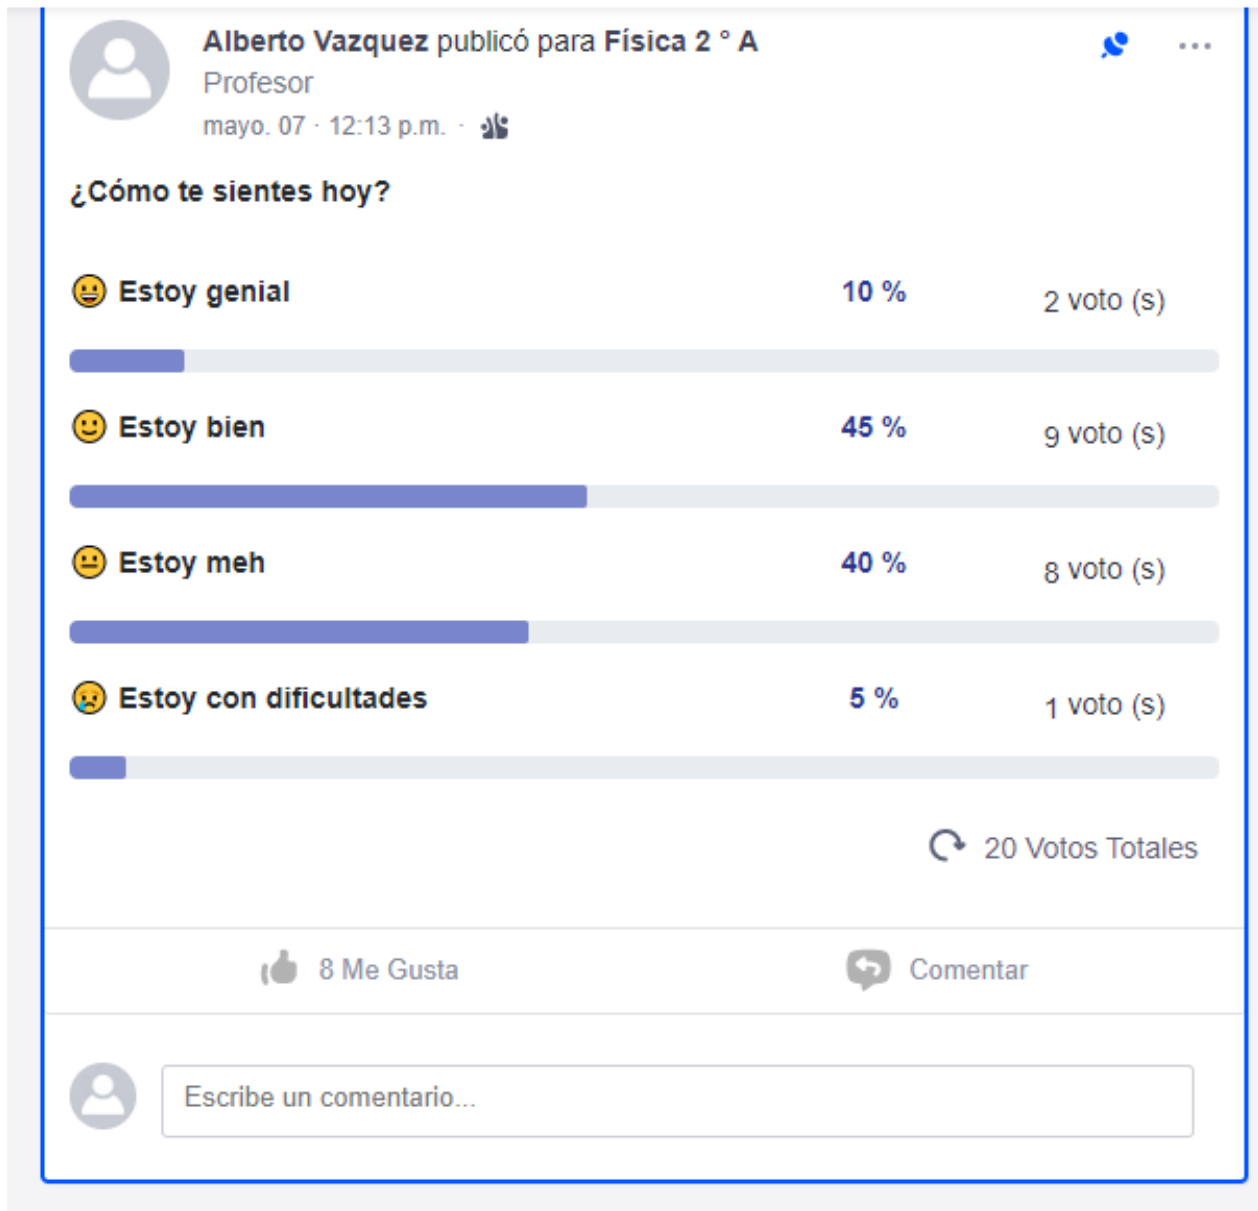 Alberto Vazquez publicó para Física 2 ° A
Profesor
mayo. 07 · 12:13 p.m. ·
¿Cómo te sientes hoy?
Estoy genial 10 % 2 voto (s)
Estoy bien 45 % 9 voto (s)
Estoy meh 40 % 8 voto (s)
Estoy con dificultades 5 % 1 voto (s)
20 Votos Totales
8 Me Gusta Comentar
Escribe un comentario...